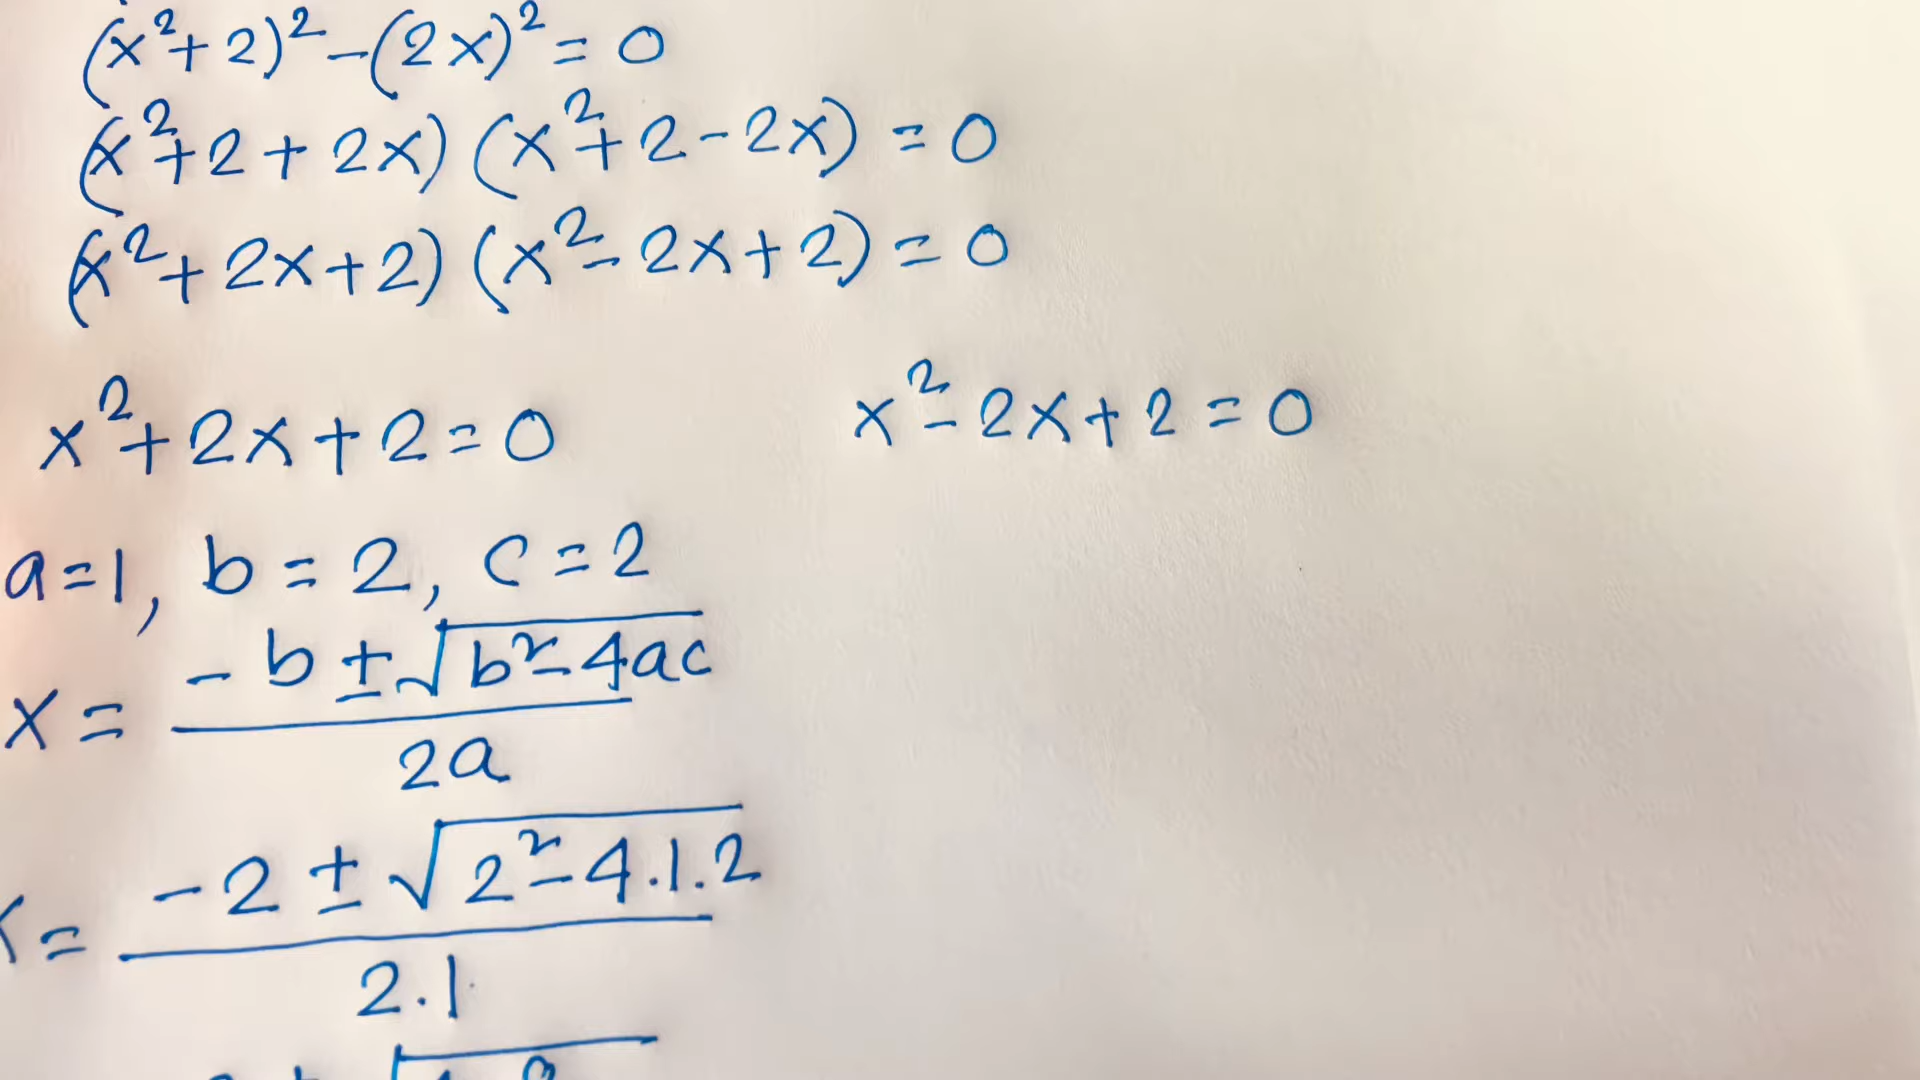 (x²+2)²-(2x)²=0
(x²+2+2x)(x²+2-2x)=0
(x²+2x+2)(x²-2x+2)=0
x²+2x+2=0
x²-2x+2=0
a=1, b=2, c=2
x = (-b±√(b²-4ac))/2a
x = (-2±√(2²-4.1.2))/2.1